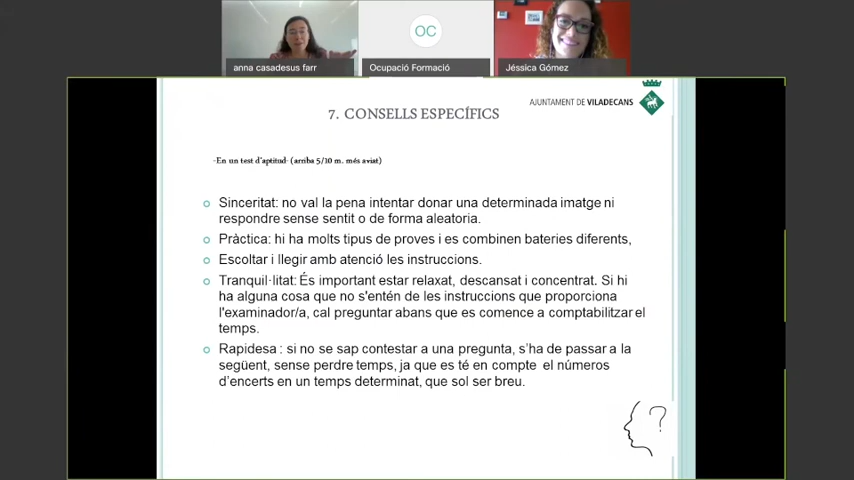 OC
anna casadesus farr
Ocupació Formació
Jéssica Gómez
7. CONSELLS ESPECÍFICS
AJUNTAMENT DE VILADECANS
-En un test d'aptitud- (arriba 5/10 m. més aviat)
Sinceritat: no val la pena intentar donar una determinada imatge ni
respondre sense sentit o de forma aleatoria.
Pràctica: hi ha molts tipus de proves i es combinen bateries diferents,
Escoltar i llegir amb atenció les instruccions.
Tranquil·litat: És important estar relaxat, descansat i concentrat. Si hi
ha alguna cosa que no s'entén de les instruccions que proporciona
l'examinador/a, cal preguntar abans que es comence a comptabilitzar el
temps.
Rapidesa : si no se sap contestar a una pregunta, s'ha de passar a la
següent, sense perdre temps, ja que es té en compte el números
d'encerts en un temps determinat, que sol ser breu.
?